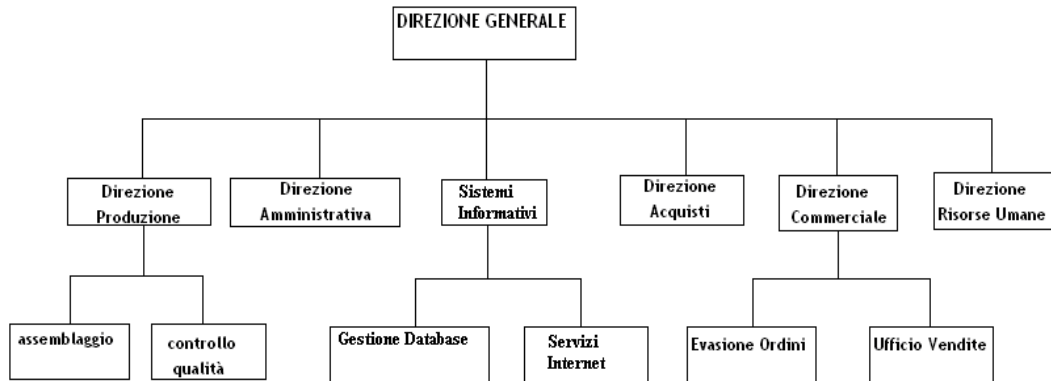 DIREZIONE GENERALE
Direzione
Produzione
Direzione
Amministrativa
Sistemi
Informativi
Direzione
Acquisti
Direzione
Commerciale
Direzione
Risorse Umane
assemblaggio
controllo
qualità
Gestione Database
Servizi
Internet
Evasione Ordini
Ufficio Vendite